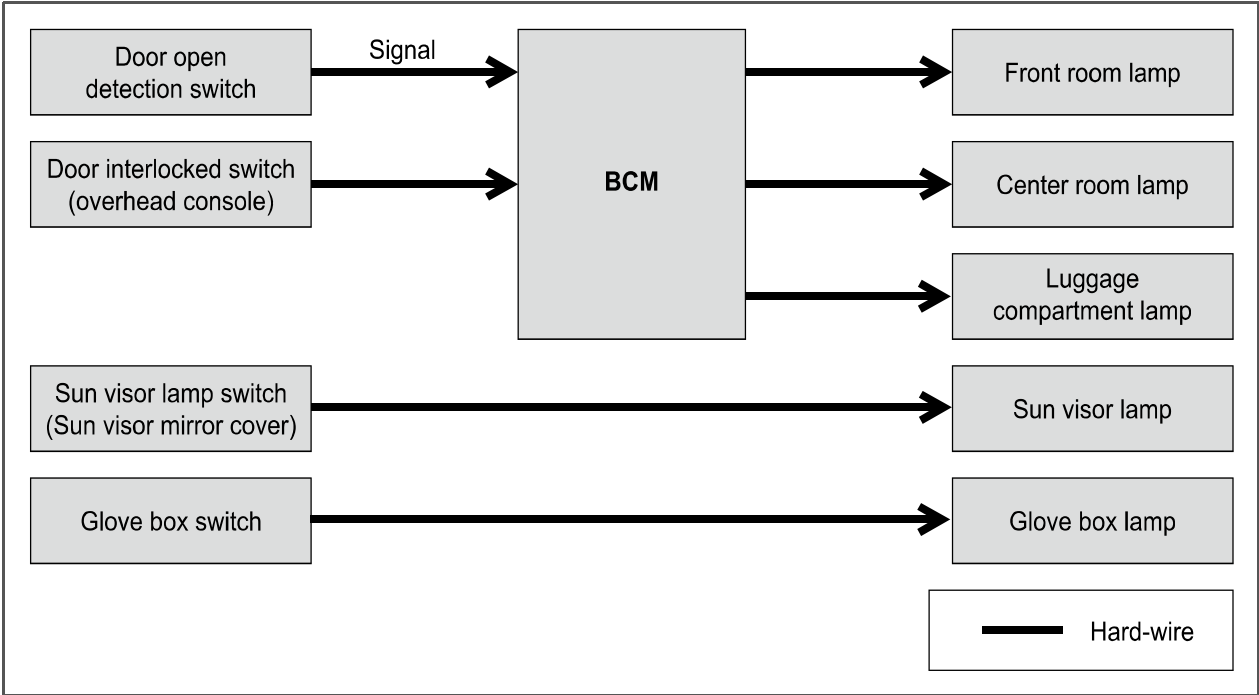 Door open
detection switch
Signal
BCM
Front room lamp
Door interlocked switch
(overhead console)
Center room lamp
Luggage
compartment lamp
Sun visor lamp switch
(Sun visor mirror cover)
Sun visor lamp
Glove box switch
Glove box lamp
Hard-wire